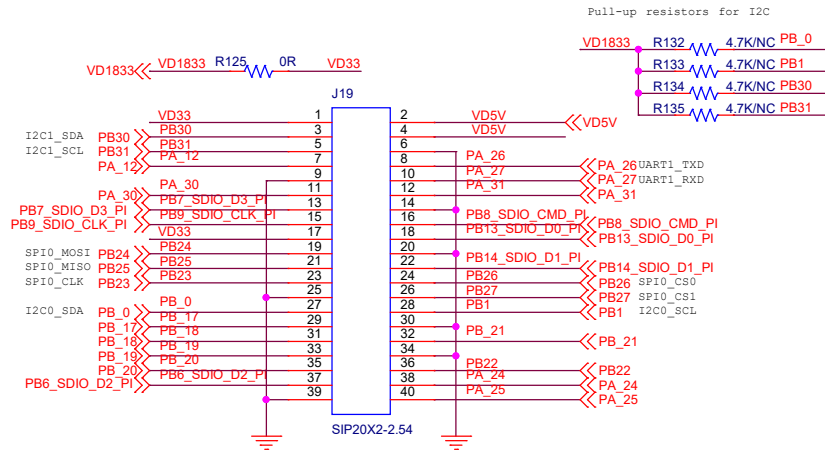 Pull-up resistors for I2C
VD1833 R132 4.7K/NC PB_0
R133 4.7K/NC PB1
R134 4.7K/NC PB30
R135 4.7K/NC PB31
VD1833 VD1833 R125 0R VD33
J19
VD33 1 2 VD5V VD5V
I2C1_SDA PB30 PB30 3 4 VD5V
I2C1_SCL PB31 PB31 5 6
PA_12 PA_12 7 8 PA_26 PA_26 UART1_TXD
9 10 PA_27 PA_27 UART1_RXD
PA_30 PA_30 11 12 PA_31 PA_31
PB7_SDIO_D3_PI PB7_SDIO_D3_PI 13 14
PB9_SDIO_CLK_PI PB9_SDIO_CLK_PI 15 16 PB8_SDIO_CMD_PI PB8_SDIO_CMD_PI
VD33 17 18 PB13_SDIO_D0_PI PB13_SDIO_D0_PI
SPI0_MOSI PB24 PB24 19 20
SPI0_MISO PB25 PB25 21 22 PB14_SDIO_D1_PI PB14_SDIO_D1_PI
SPI0_CLK PB23 PB23 23 24 PB26 PB26 SPI0_CS0
25 26 PB27 PB27 SPI0_CS1
I2C0_SDA PB_0 PB_0 27 28 PB1 PB1 I2C0_SCL
PB_17 PB_17 29 30
PB_18 PB_18 31 32 PB_21 PB_21
PB_19 PB_19 33 34
PB_20 PB_20 35 36 PB22 PB22
PB6_SDIO_D2_PI PB6_SDIO_D2_PI 37 38 PA_24 PA_24
39 40 PA_25 PA_25
SIP20X2-2.54